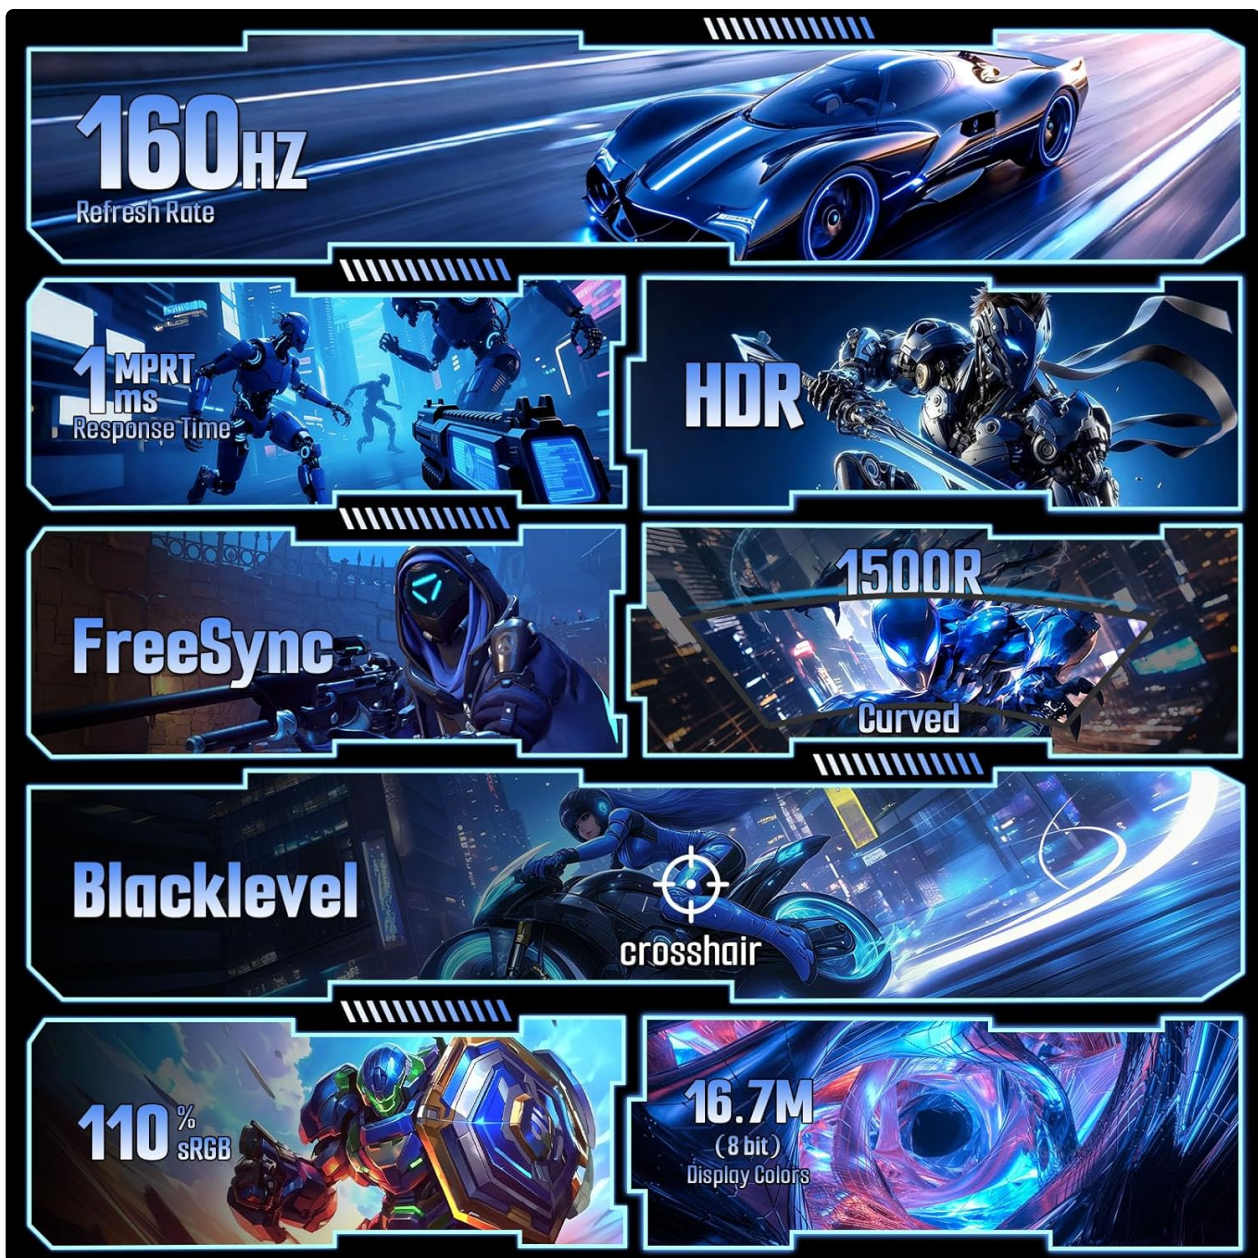 160HZ
Refresh Rate
1 MPRT
ms
Response Time
HDR
FreeSync
1500R
Curved
Blacklevel
crosshair
110% sRGB
16.7M
(8 bit)
Display Colors